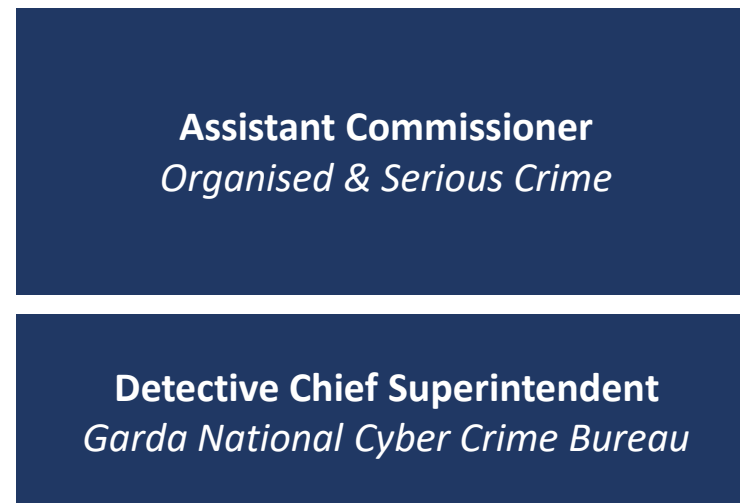 Assistant Commissioner
Organised & Serious Crime
Detective Chief Superintendent
Garda National Cyber Crime Bureau